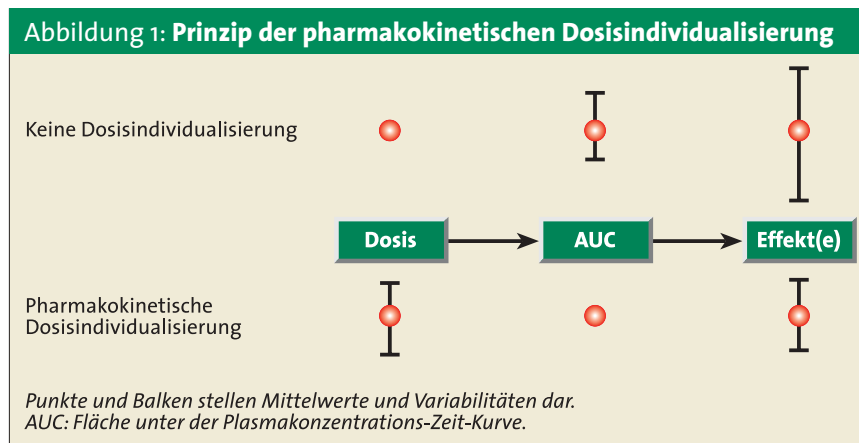 Abbildung 1: Prinzip der pharmakokinetischen Dosisindividualisierung
Keine Dosisindividualisierung
Dosis
AUC
Effekt(e)
Pharmakokinetische
Dosisindividualisierung
Punkte und Balken stellen Mittelwerte und Variabilitäten dar.
AUC: Fläche unter der Plasmakonzentrations-Zeit-Kurve.